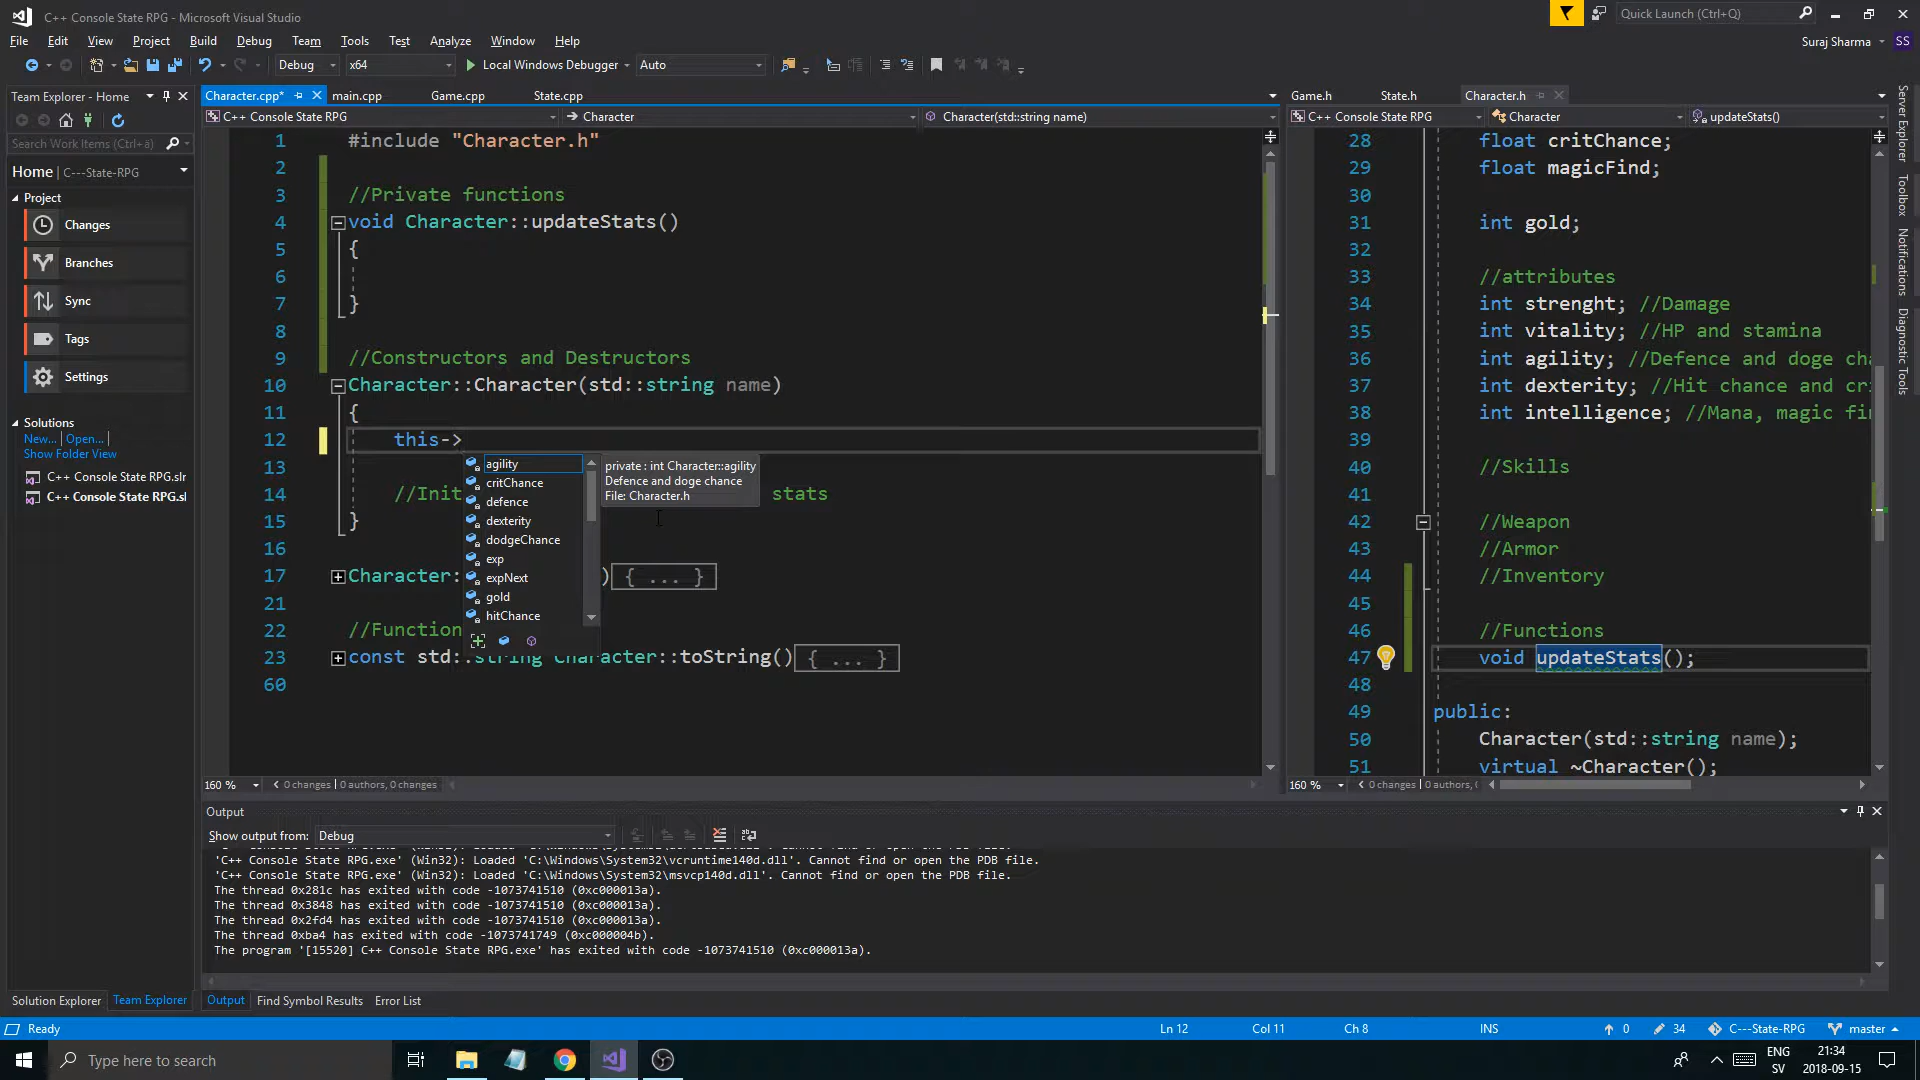 C++ Console State RPG - Microsoft Visual Studio
Quick Launch (Ctrl+Q)
File Edit View Project Build Debug Team Tools Test Analyze Window Help
Suraj Sharma SS
Debug x64 Local Windows Debugger Auto
Team Explorer - Home
Character.cpp* main.cpp Game.cpp State.cpp
Game.h State.h Character.h
C++ Console State RPG Character Character(std::string name)
C++ Console State RPG Character updateStats()
Search Work Items (Ctrl+ä)
Home C---State-RPG
Project
Changes
Branches
Sync
Tags
Settings
Solutions
New... Open...
Show Folder View
C++ Console State RPG.slr
C++ Console State RPG.sl
1 #include "Character.h"
2
3 //Private functions
4 void Character::updateStats()
5 {
6
7 }
8
9 //Constructors and Destructors
10 Character::Character(std::string name)
11 {
12 this->
13
14 //Init stats
15 }
16
17 Character: ) { ... }
21
22 //Function
23 const std::string Character::toString() { ... }
60
agility
critChance
defence
dexterity
dodgeChance
exp
expNext
gold
hitChance
private : int Character::agility
Defence and doge chance
File: Character.h
28 float critChance;
29 float magicFind;
30
31 int gold;
32
33 //attributes
34 int strenght; //Damage
35 int vitality; //HP and stamina
36 int agility; //Defence and doge cha
37 int dexterity; //Hit chance and cr
38 int intelligence; //Mana, magic fi
39
40 //Skills
41
42 //Weapon
43 //Armor
44 //Inventory
45
46 //Functions
47 void updateStats();
48
49 public:
50 Character(std::string name);
51 virtual ~Character();
160 % 0 changes | 0 authors, 0 changes
160 % 0 changes | 0 authors, (
Server Explorer
Toolbox
Notifications
Diagnostic Tools
Output
Show output from: Debug
'C++ Console State RPG.exe' (Win32): Loaded 'C:\Windows\System32\vcruntime140d.dll'. Cannot find or open the PDB file.
'C++ Console State RPG.exe' (Win32): Loaded 'C:\Windows\System32\msvcp140d.dll'. Cannot find or open the PDB file.
The thread 0x281c has exited with code -1073741510 (0xc000013a).
The thread 0x3848 has exited with code -1073741510 (0xc000013a).
The thread 0x2fd4 has exited with code -1073741510 (0xc000013a).
The thread 0xba4 has exited with code -1073741749 (0xc000004b).
The program '[15520] C++ Console State RPG.exe' has exited with code -1073741510 (0xc000013a).
Solution Explorer Team Explorer Output Find Symbol Results Error List
Ready Ln 12 Col 11 Ch 8 INS 0 34 C---State-RPG master
Type here to search
ENG
SV
21:34
2018-09-15